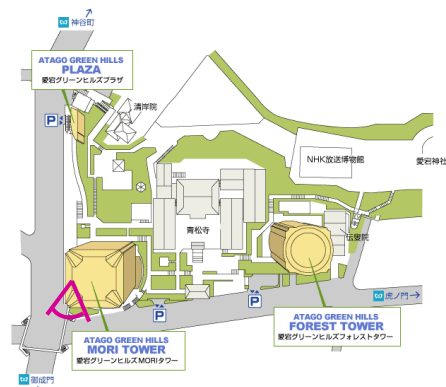 神谷町
ATAGO GREEN HILLS
PLAZA
愛宕グリーンヒルズプラザ
清岸院
P
NHK放送博物館
愛宕神社
青松寺
伝叟院
P
P
虎ノ門
ATAGO GREEN HILLS
MORI TOWER
愛宕グリーンヒルズMORIタワー
ATAGO GREEN HILLS
FOREST TOWER
愛宕グリーンヒルズフォレストタワー
御成門